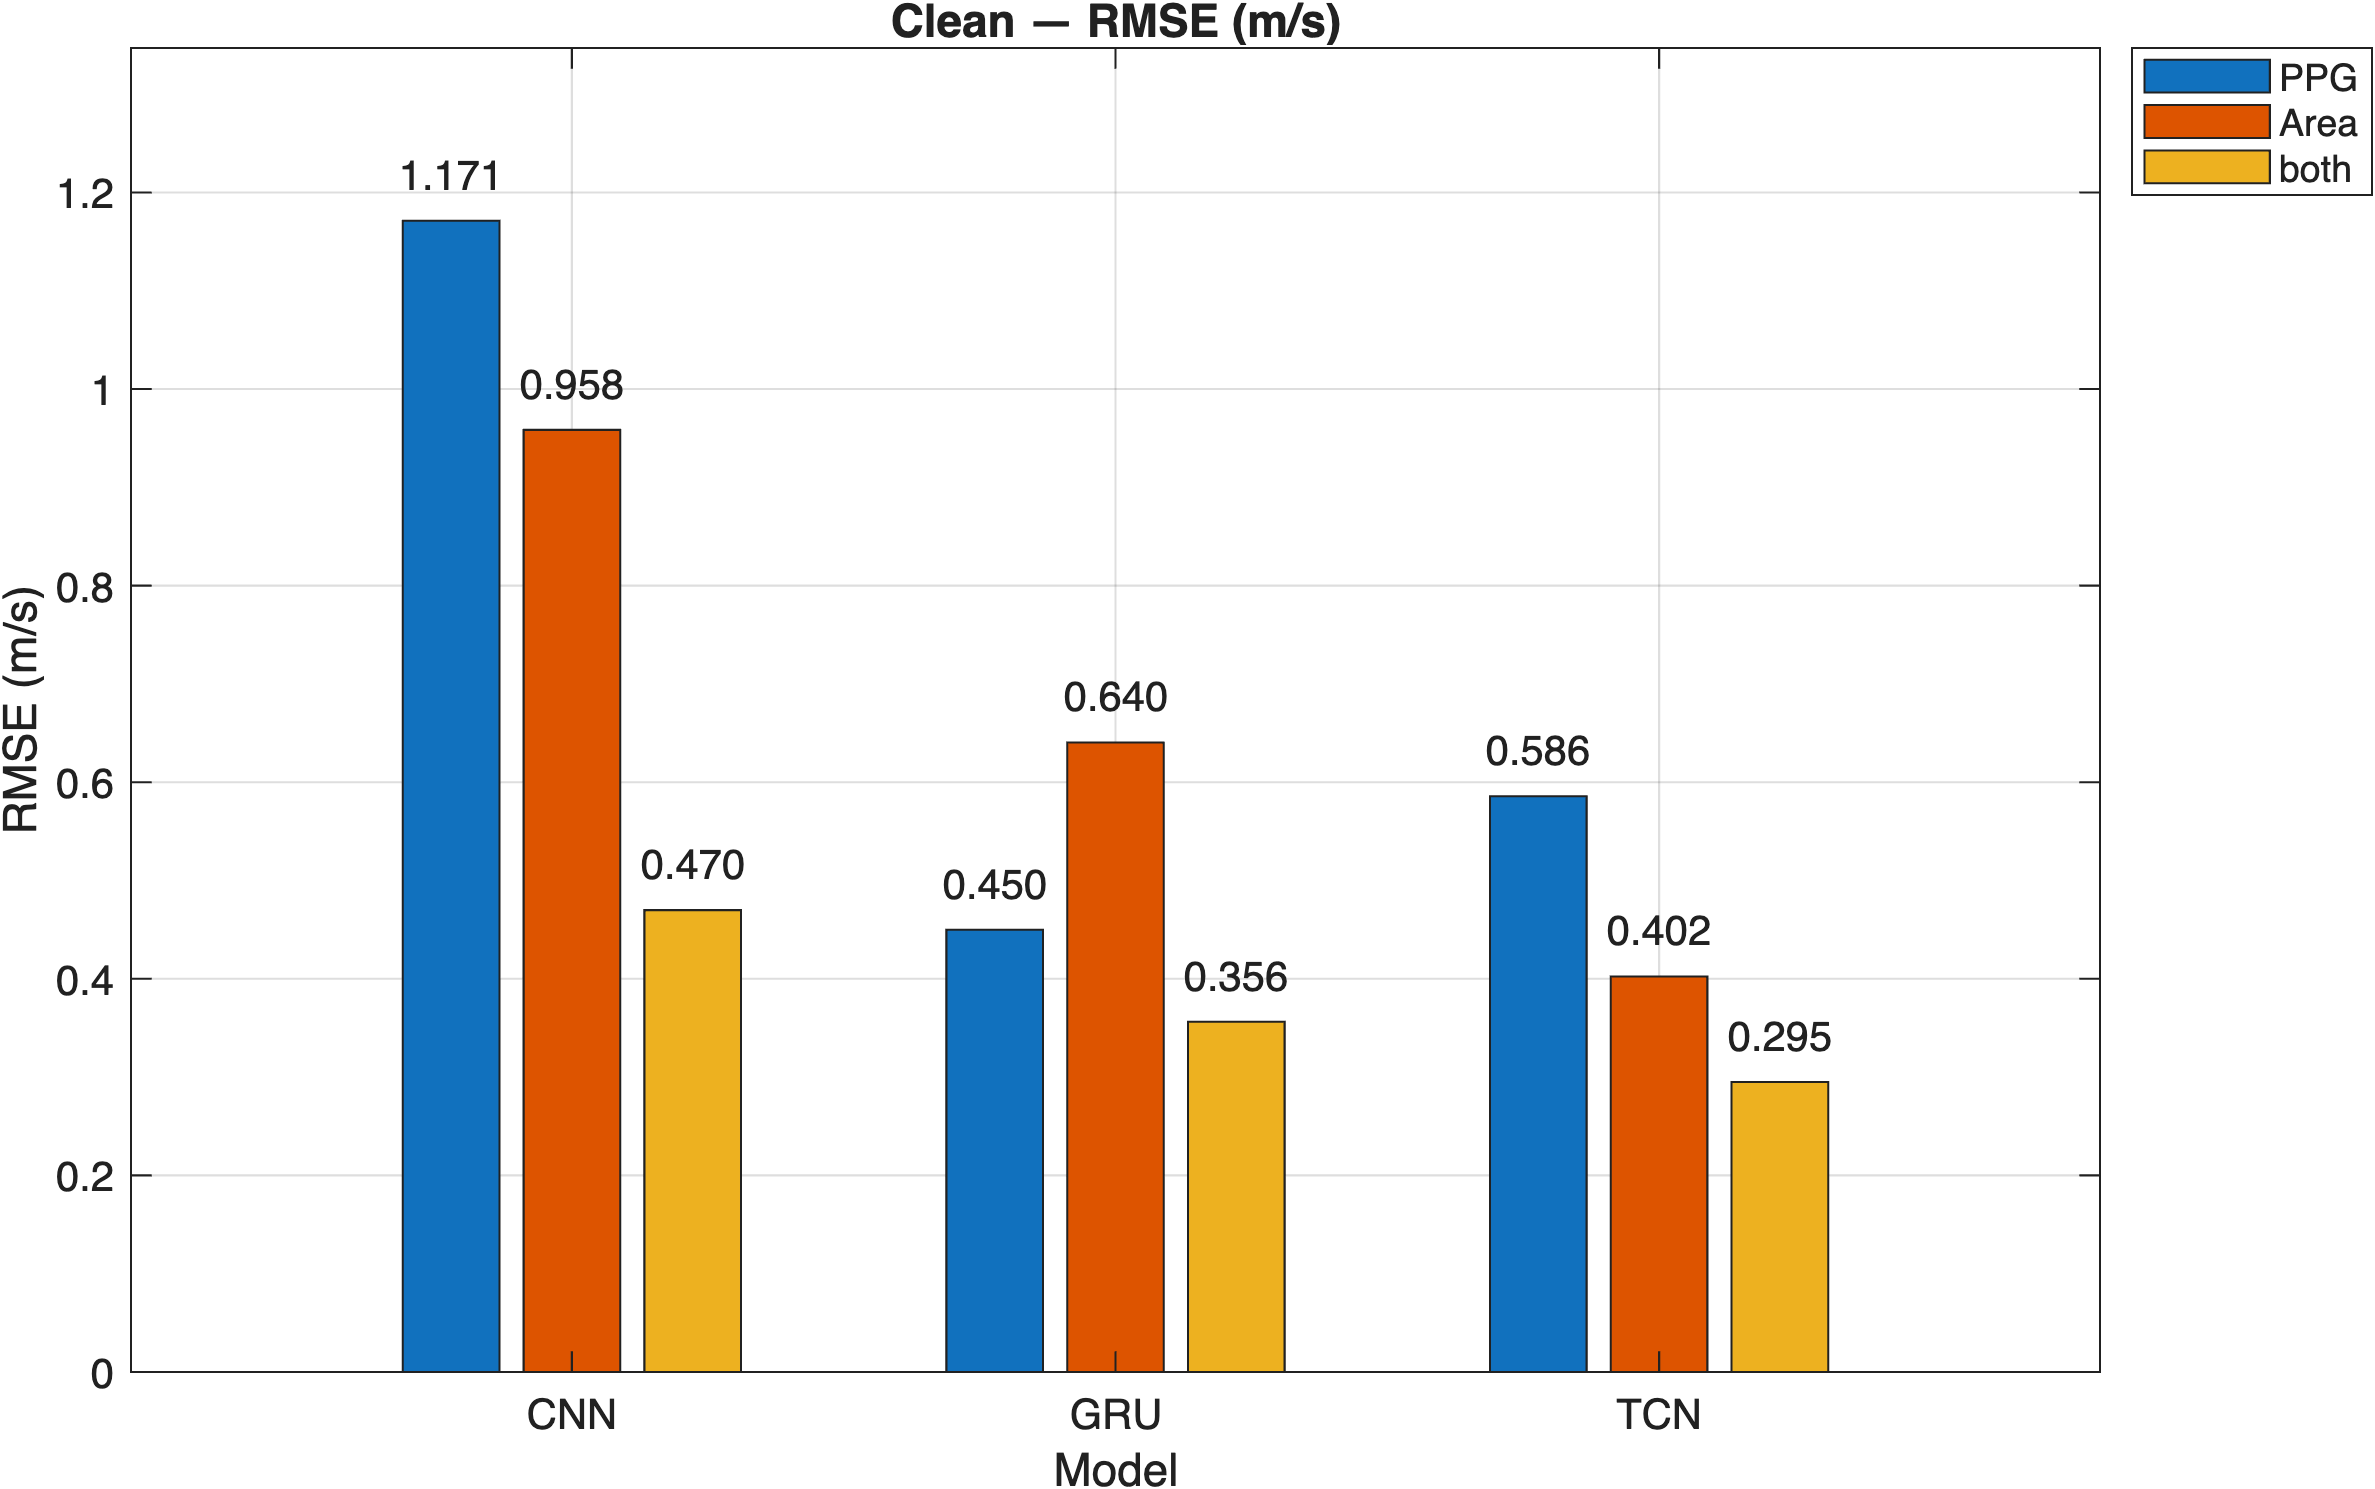 Clean — RMSE (m/s)
PPG
Area
both
RMSE (m/s)
1.2
1
0.8
0.6
0.4
0.2
0
1.171
0.958
0.470
0.450
0.640
0.356
0.586
0.402
0.295
CNN
GRU
TCN
Model